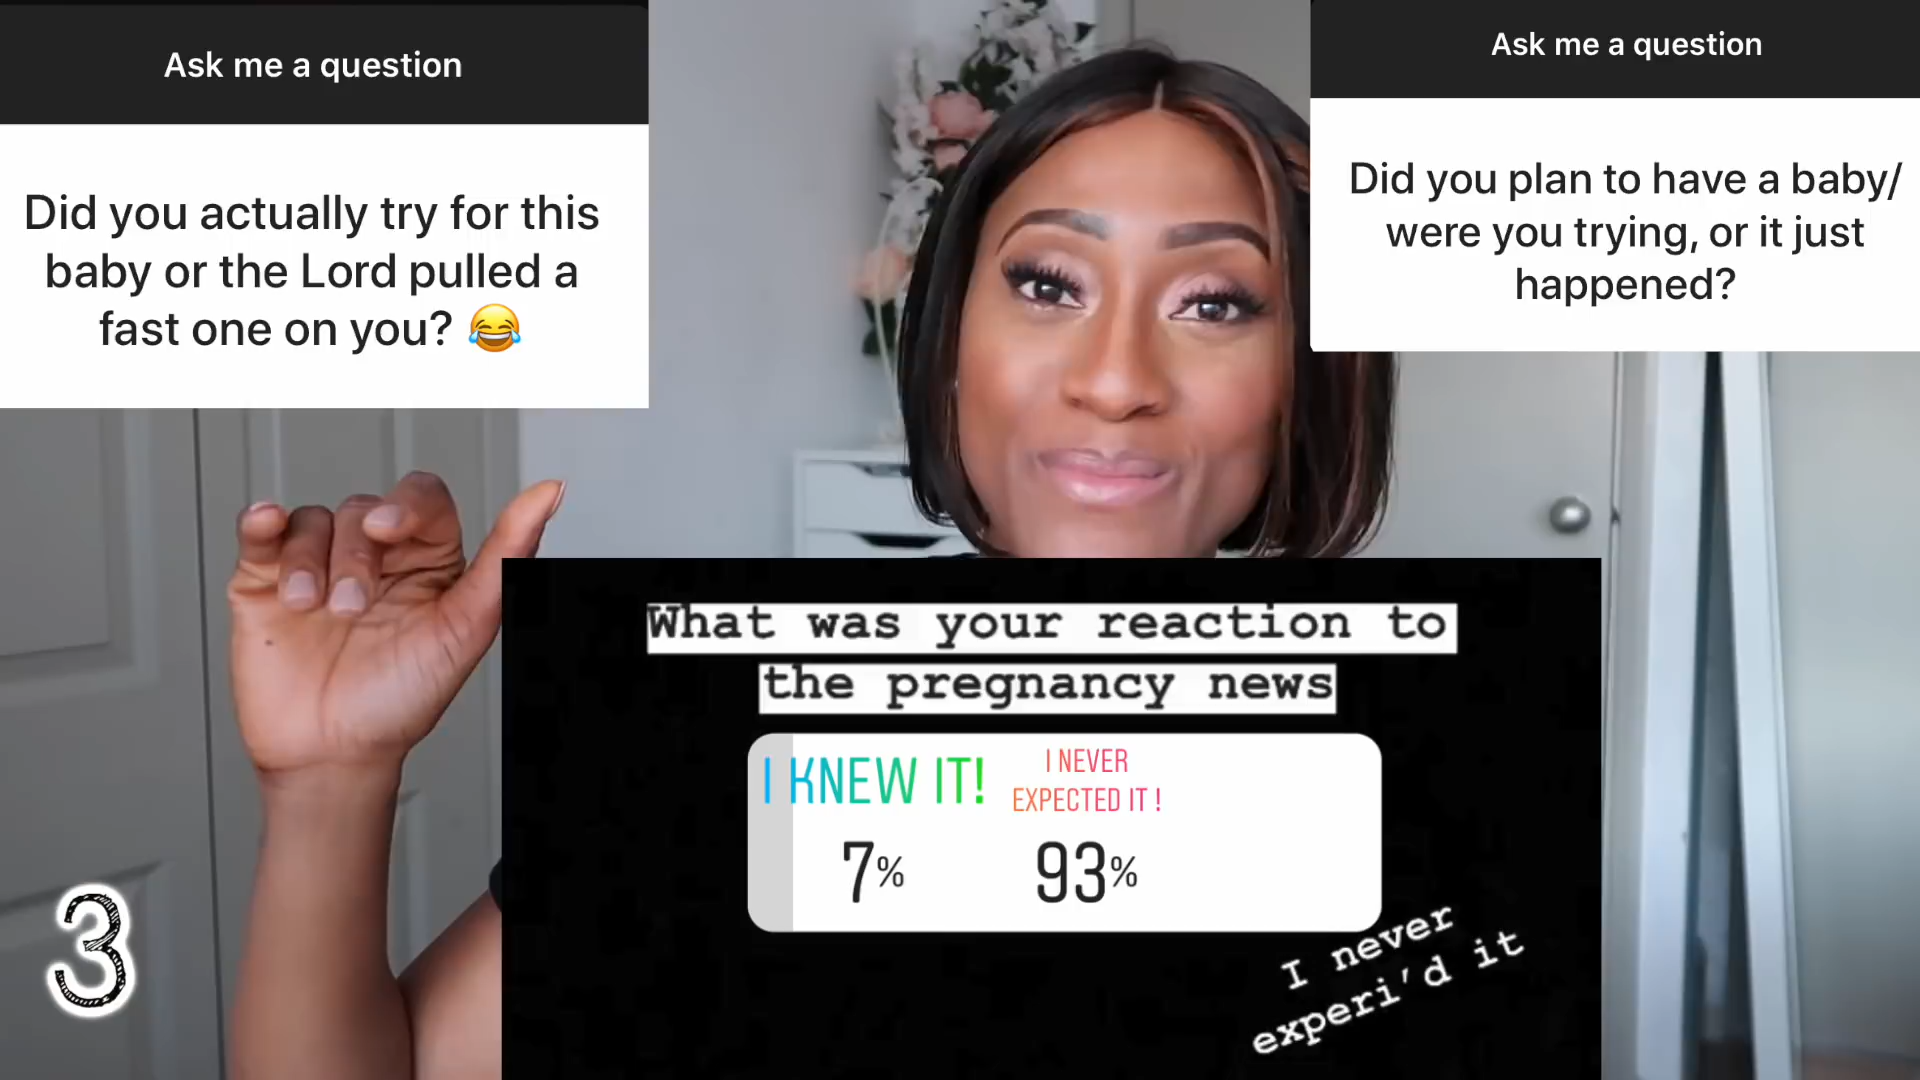 Ask me a question
Did you actually try for this
baby or the Lord pulled a
fast one on you? 😂
Ask me a question
Did you plan to have a baby/
were you trying, or it just
happened?
What was your reaction to
the pregnancy news
I KNEW IT!
7%
I NEVER
EXPECTED IT !
93%
I never
experi'd it
3